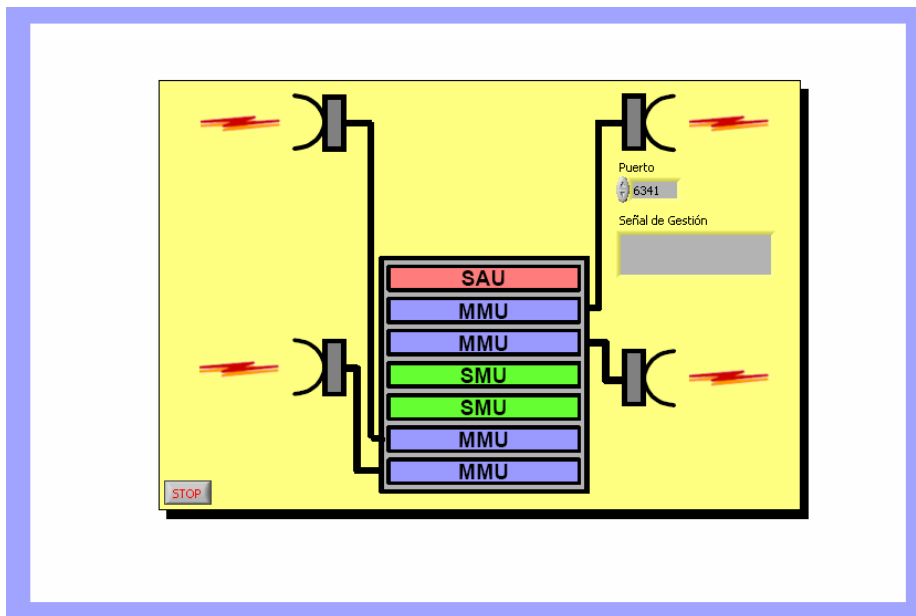 Puerto
6341
Señal de Gestión
SAU
MMU
MMU
SMU
SMU
MMU
MMU
STOP